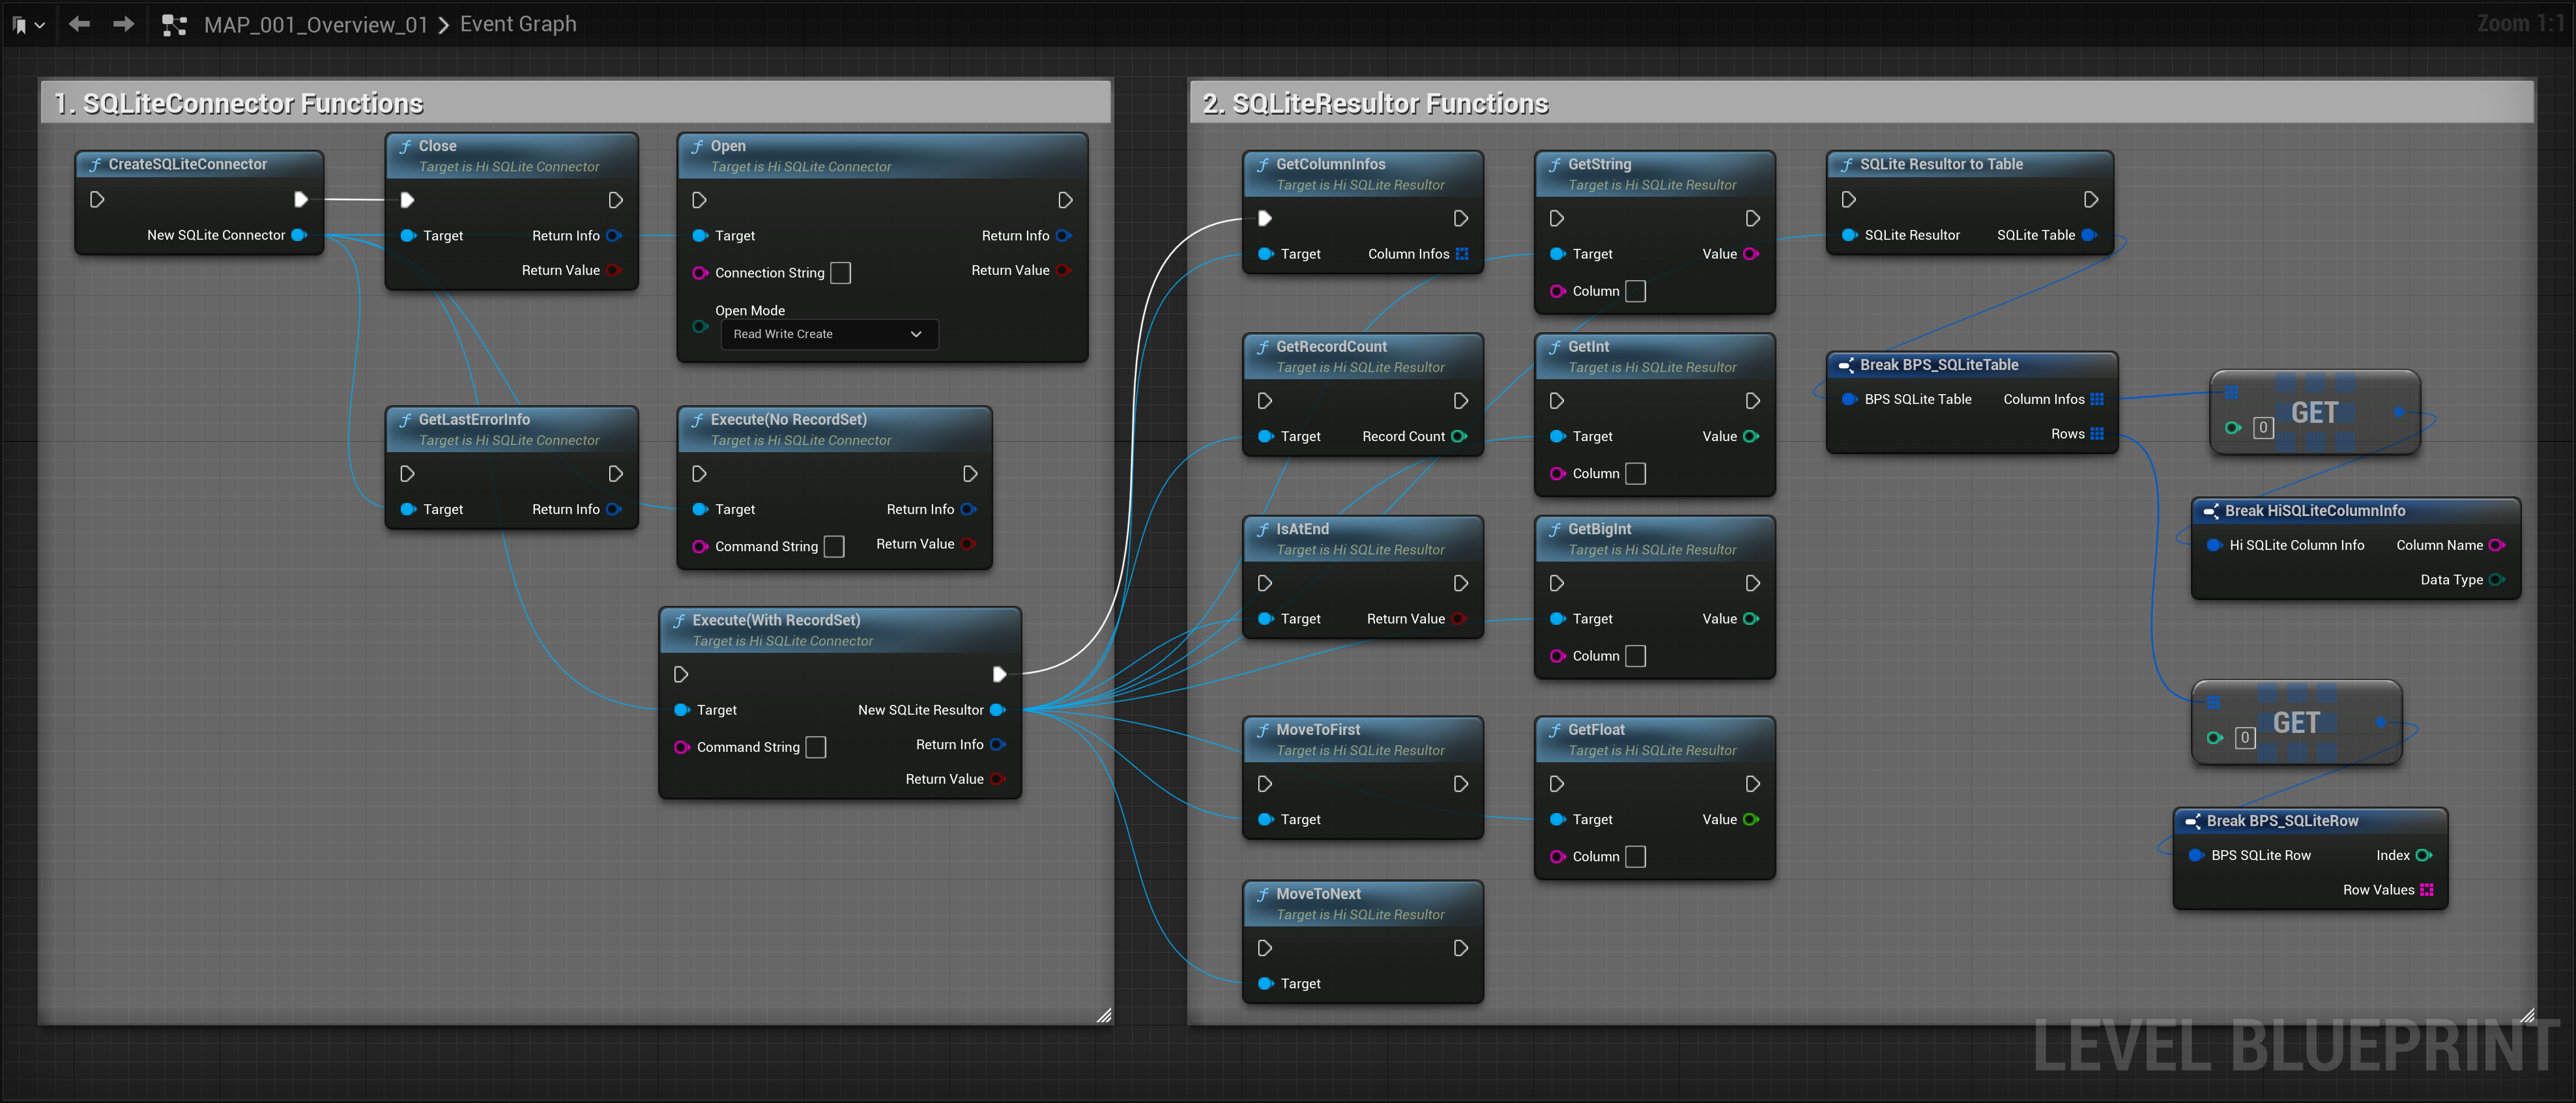 MAP_001_Overview_01 > Event Graph
Zoom 1:1
1. SQLiteConnector Functions
CreateSQLiteConnector
New SQLite Connector
Close
Target is Hi SQLite Connector
Target
Return Info
Return Value
Open
Target is Hi SQLite Connector
Target
Return Info
Connection String
Return Value
Open Mode
Read Write Create
GetLastErrorInfo
Target is Hi SQLite Connector
Target
Return Info
Execute(No RecordSet)
Target is Hi SQLite Connector
Target
Return Info
Command String
Return Value
Execute(With RecordSet)
Target is Hi SQLite Connector
Target
New SQLite Resultor
Command String
Return Info
Return Value
2. SQLiteResultor Functions
GetColumnInfos
Target is Hi SQLite Resultor
Target
Column Infos
GetRecordCount
Target is Hi SQLite Resultor
Target
Record Count
IsAtEnd
Target is Hi SQLite Resultor
Target
Return Value
MoveToFirst
Target is Hi SQLite Resultor
Target
MoveToNext
Target is Hi SQLite Resultor
Target
GetString
Target is Hi SQLite Resultor
Target
Value
Column
GetInt
Target is Hi SQLite Resultor
Target
Value
Column
GetBigInt
Target is Hi SQLite Resultor
Target
Value
Column
GetFloat
Target is Hi SQLite Resultor
Target
Value
Column
SQLite Resultor to Table
SQLite Resultor
SQLite Table
Break BPS_SQLiteTable
BPS SQLite Table
Column Infos
Rows
GET
0
Break HiSQLiteColumnInfo
Hi SQLite Column Info
Column Name
Data Type
GET
0
Break BPS_SQLiteRow
BPS SQLite Row
Index
Row Values
LEVEL BLUEPRINT